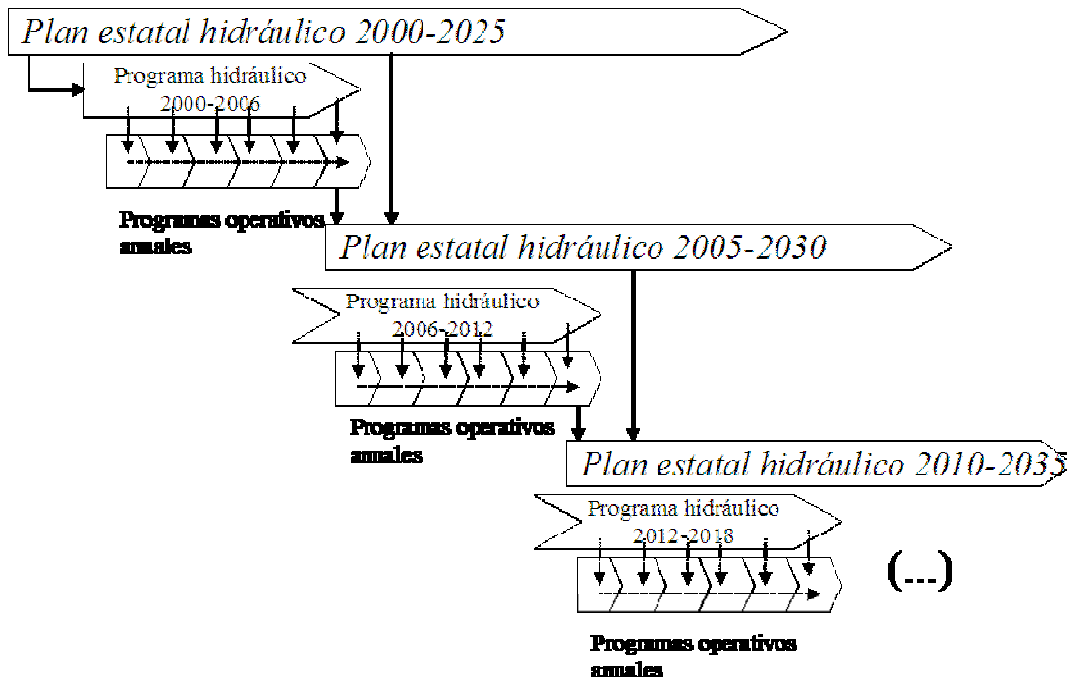 Plan estatal hidráulico 2000-2025
Programa hidráulico
2000-2006
Programas operativos
anuales
Plan estatal hidráulico 2005-2030
Programa hidráulico
2006-2012
Programas operativos
anuales
Plan estatal hidráulico 2010-2035
Programa hidráulico
2012-2018
(...)
Programas operativos
anuales